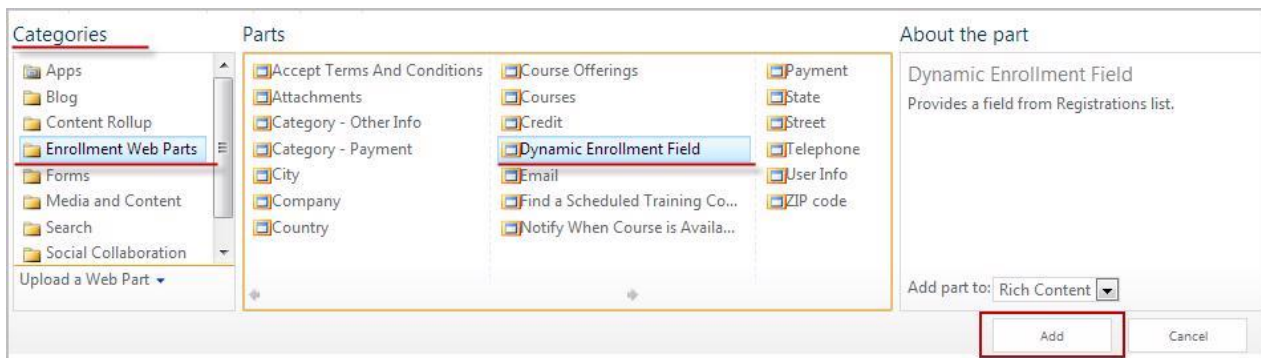 Categories
Apps
Blog
Content Rollup
Enrollment Web Parts
Forms
Media and Content
Search
Social Collaboration
Upload a Web Part
Parts
Accept Terms And Conditions
Attachments
Category - Other Info
Category - Payment
City
Company
Country
Course Offerings
Courses
Credit
Dynamic Enrollment Field
Email
Find a Scheduled Training Co...
Notify When Course is Availa...
Payment
State
Street
Telephone
User Info
ZIP code
About the part
Dynamic Enrollment Field
Provides a field from Registrations list.
Add part to: Rich Content
Add
Cancel